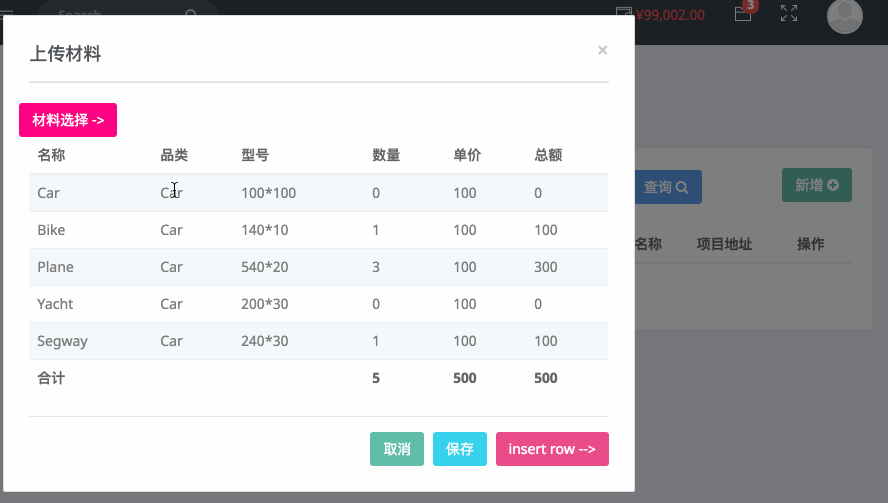 Search
¥99,002.00
3
上传材料
×
材料选择 ->
名称 品类 型号 数量 单价 总额
Car Car 100*100 0 100 0
Bike Car 140*10 1 100 100
Plane Car 540*20 3 100 300
Yacht Car 200*30 0 100 0
Segway Car 240*30 1 100 100
合计 5 500 500
取消 保存 insert row -->
查询 新增
名称 项目地址 操作